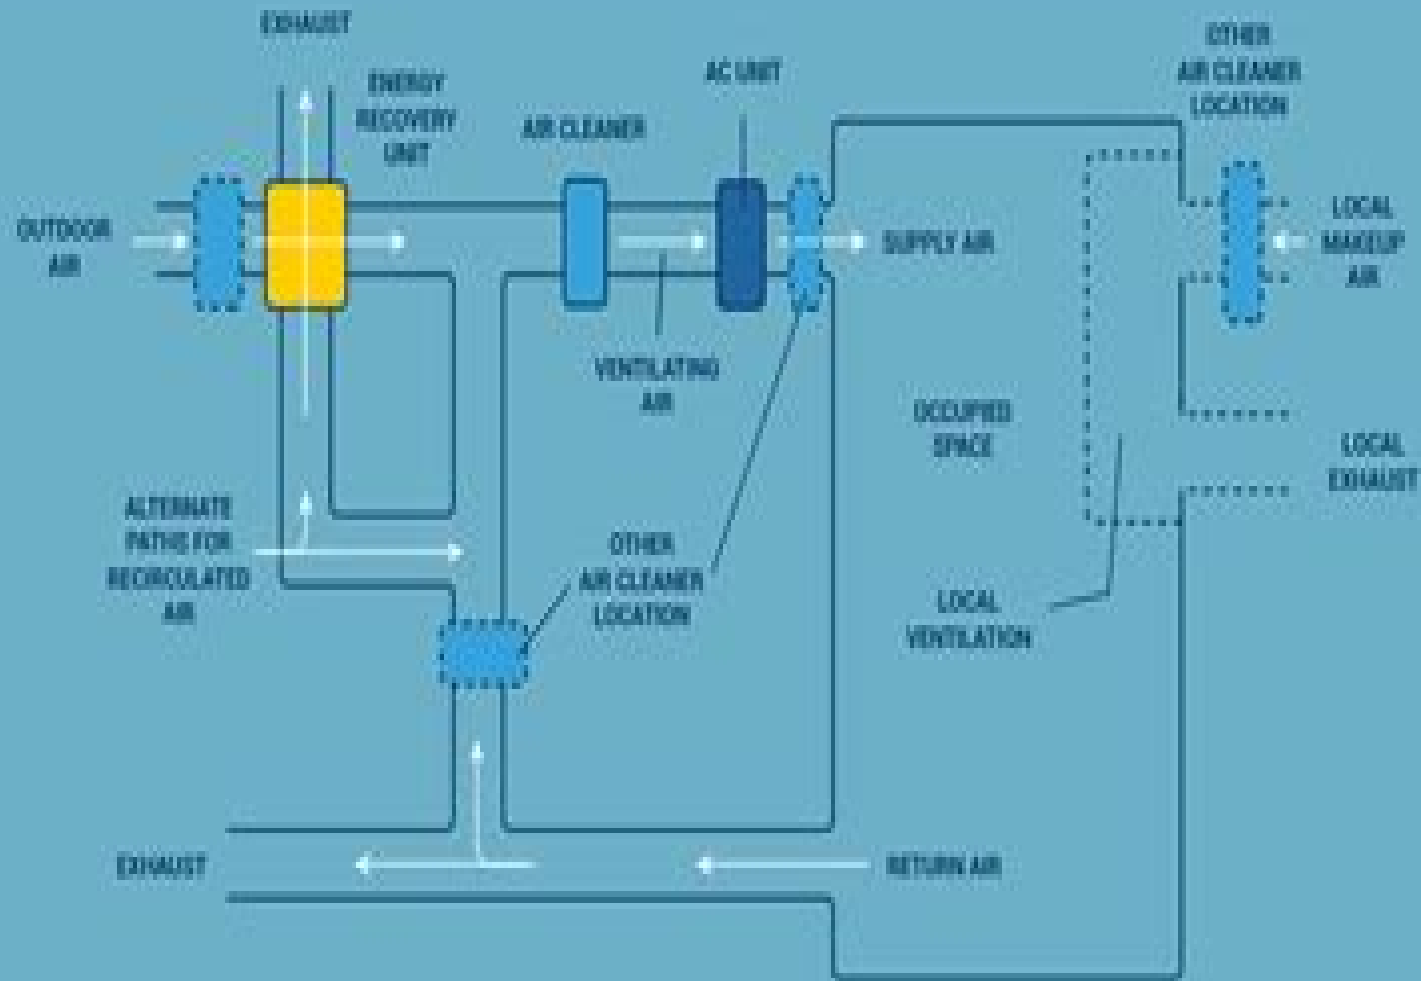 EXHAUST
ENERGY
RECOVERY
UNIT
AIR CLEANER
AC UNIT
OTHER
AIR CLEANER
LOCATION
OUTDOOR
AIR
SUPPLY AIR
LOCAL
MAKEUP
AIR
VENTILATING
AIR
OCCUPIED
SPACE
LOCAL
EXHAUST
ALTERNATE
PATHS FOR
RECIRCULATED
AIR
OTHER
AIR CLEANER
LOCATION
LOCAL
VENTILATION
EXHAUST
RETURN AIR